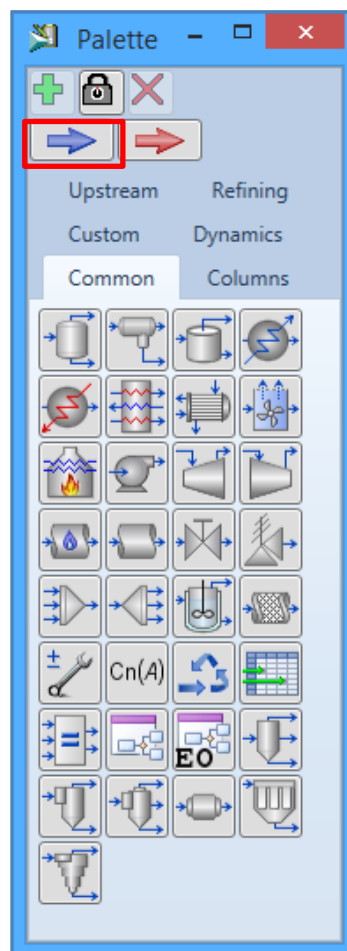 Palette
Upstream Refining
Custom Dynamics
Common Columns
Cn(A)
EO